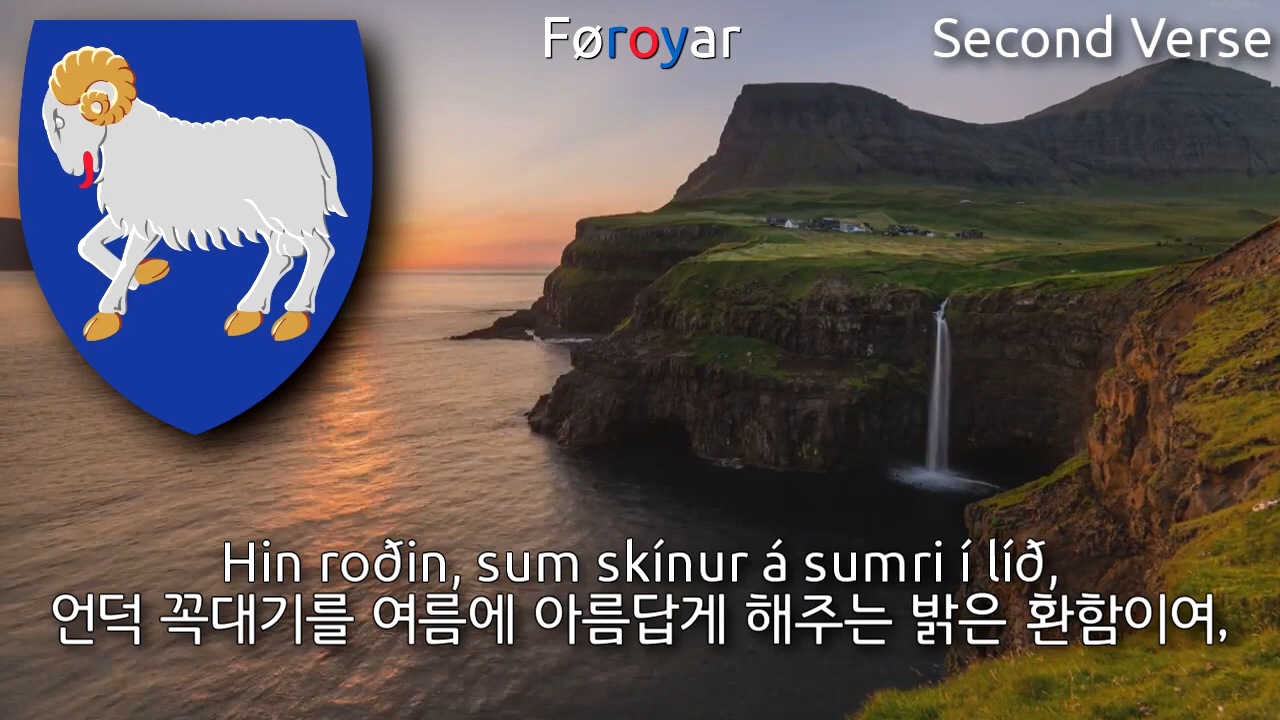 Føroyar
Second Verse
Hin roðin, sum skínur á sumri í líð,
언덕 꼭대기를 여름에 아름답게 해주는 밝은 환함이여,